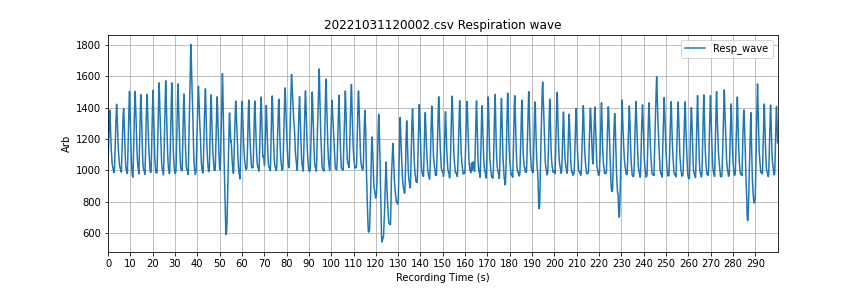 20221031120002.csv Respiration wave
Resp_wave
1800
1600
1400
1200
1000
800
600
Arb
0 10 20 30 40 50 60 70 80 90 100 110 120 130 140 150 160 170 180 190 200 210 220 230 240 250 260 270 280 290
Recording Time (s)